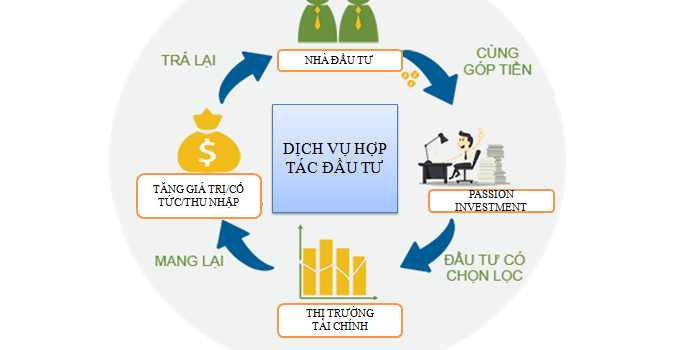 NHÀ ĐẦU TƯ
TRẢ LẠI
CÙNG
GÓP TIỀN
DỊCH VỤ HỢP
TÁC ĐẦU TƯ
$
TĂNG GIÁ TRỊ/CỔ
TỨC/THU NHẬP
PASSION
INVESTMENT
MANG LẠI
ĐẦU TƯ CÓ
CHỌN LỌC
THỊ TRƯỜNG
TÀI CHÍNH